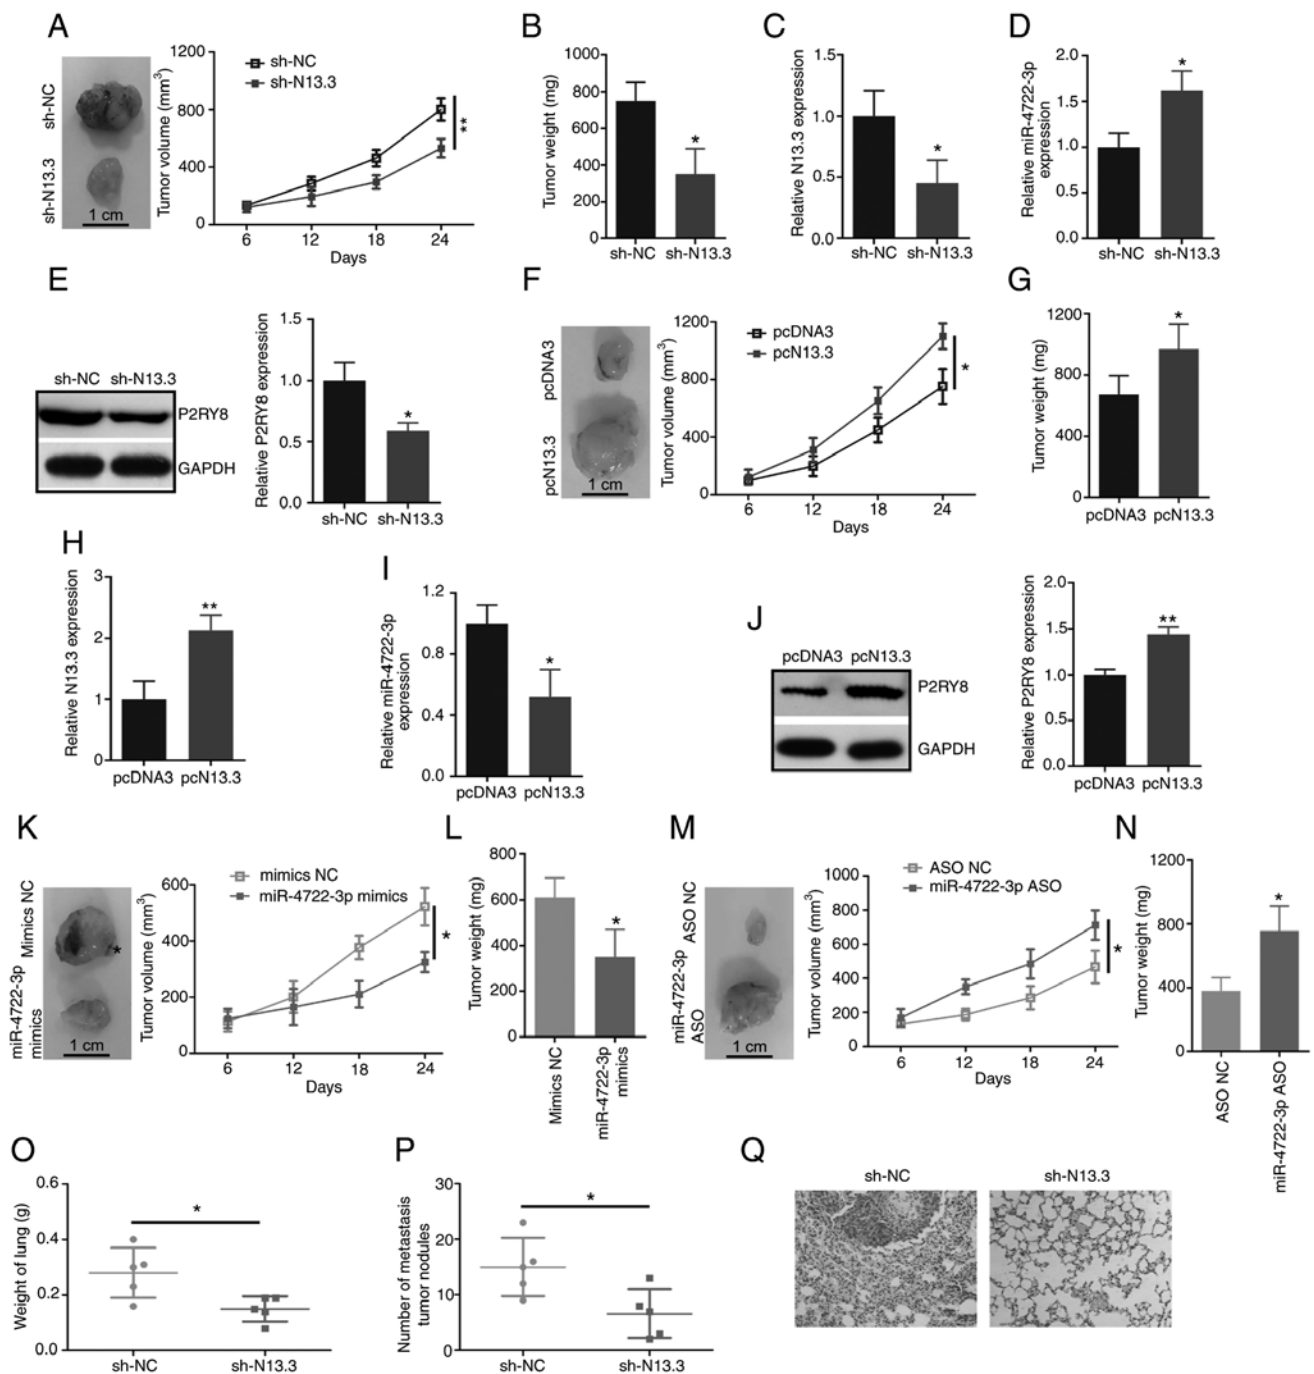 A
sh-NC
sh-N13.3
1 cm
Tumor volume (mm³)
1200
800
400
0
sh-NC
sh-N13.3
**
6 12 18 24
Days
B
Tumor weight (mg)
1000
800
600
400
200
0
*
sh-NC sh-N13.3
C
Relative N13.3 expression
1.5
1.0
0.5
0.0
*
sh-NC sh-N13.3
D
Relative miR-4722-3p
expression
2.0
1.5
1.0
0.5
0.0
*
sh-NC sh-N13.3
E
sh-NC sh-N13.3
P2RY8
GAPDH
Relative P2RY8 expression
1.5
1.0
0.5
0.0
*
sh-NC sh-N13.3
F
pcDNA3
pcN13.3
1 cm
Tumor volume (mm³)
1200
800
400
0
pcDNA3
pcN13.3
*
6 12 18 24
Days
G
Tumor weight (mg)
1200
800
400
0
*
pcDNA3 pcN13.3
H
Relative N13.3 expression
3
2
1
0
**
pcDNA3 pcN13.3
I
Relative miR-4722-3p
expression
1.2
0.8
0.4
0.0
*
pcDNA3 pcN13.3
J
pcDNA3 pcN13.3
P2RY8
GAPDH
Relative P2RY8 expression
2.0
1.5
1.0
0.5
0.0
**
pcDNA3 pcN13.3
K
Mimics NC
miR-4722-3p
mimics
*
1 cm
Tumor volume (mm³)
600
400
200
0
mimics NC
miR-4722-3p mimics
*
6 12 18 24
Days
L
Tumor weight (mg)
800
600
400
200
0
*
Mimics NC
miR-4722-3p
mimics
M
ASO NC
miR-4722-3p
ASO
1 cm
Tumor volume (mm³)
1000
800
600
400
200
0
ASO NC
miR-4722-3p ASO
*
6 12 18 24
Days
N
Tumor weight (mg)
1200
800
400
0
*
ASO NC
miR-4722-3p ASO
O
Weight of lung (g)
0.6
0.4
0.2
0.0
*
sh-NC sh-N13.3
P
Number of metastasis
tumor nodules
30
20
10
0
*
sh-NC sh-N13.3
Q
sh-NC sh-N13.3